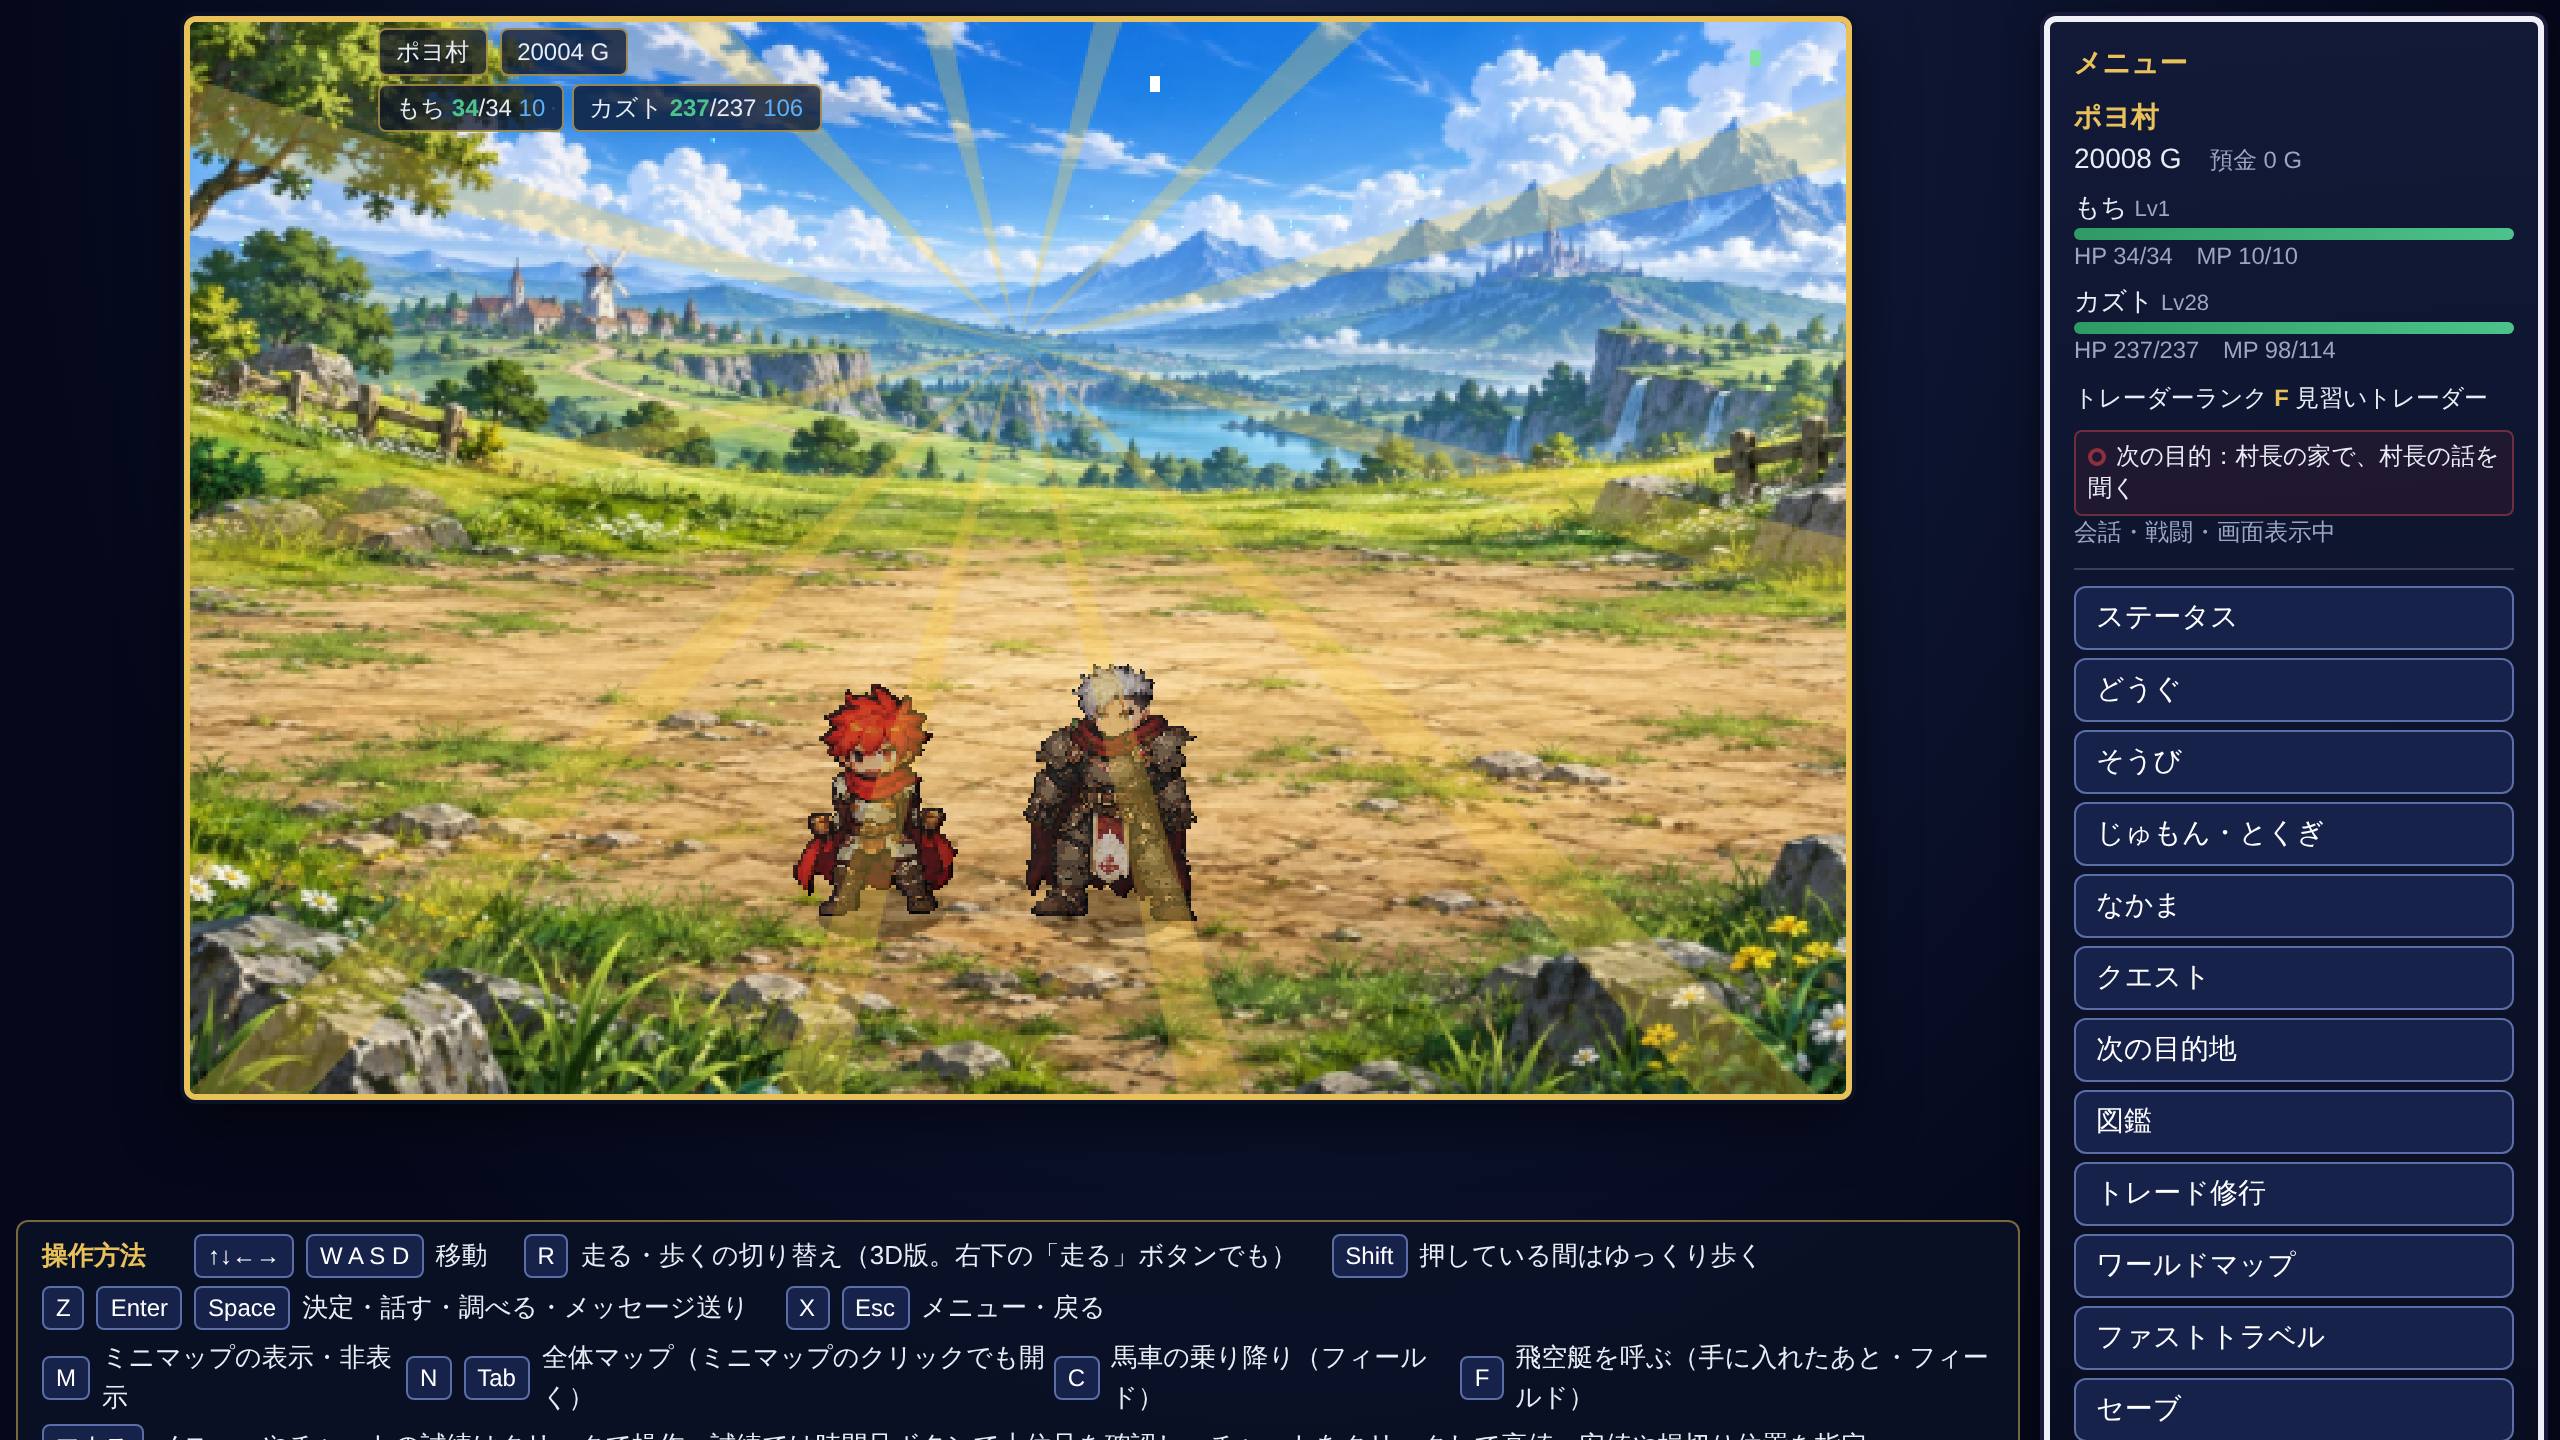 ポヨ村 20004 G
もち 34/34 10 カズト 237/237 106
メニュー
ポヨ村
20008 G 預金 0 G
もち Lv1
HP 34/34 MP 10/10
カズト Lv28
HP 237/237 MP 98/114
トレーダーランク F 見習いトレーダー
次の目的：村長の家で、村長の話を
聞く
会話・戦闘・画面表示中
ステータス
どうぐ
そうび
じゅもん・とくぎ
なかま
クエスト
次の目的地
図鑑
トレード修行
ワールドマップ
ファストトラベル
セーブ
操作方法 ↑↓←→ W A S D 移動 R 走る・歩くの切り替え（3D版。右下の「走る」ボタンでも） Shift 押している間はゆっくり歩く
Z Enter Space 決定・話す・調べる・メッセージ送り X Esc メニュー・戻る
M ミニマップの表示・非表示 N Tab 全体マップ（ミニマップのクリックでも開く） C 馬車の乗り降り（フィールド） F 飛空艇を呼ぶ（手に入れたあと・フィールド）